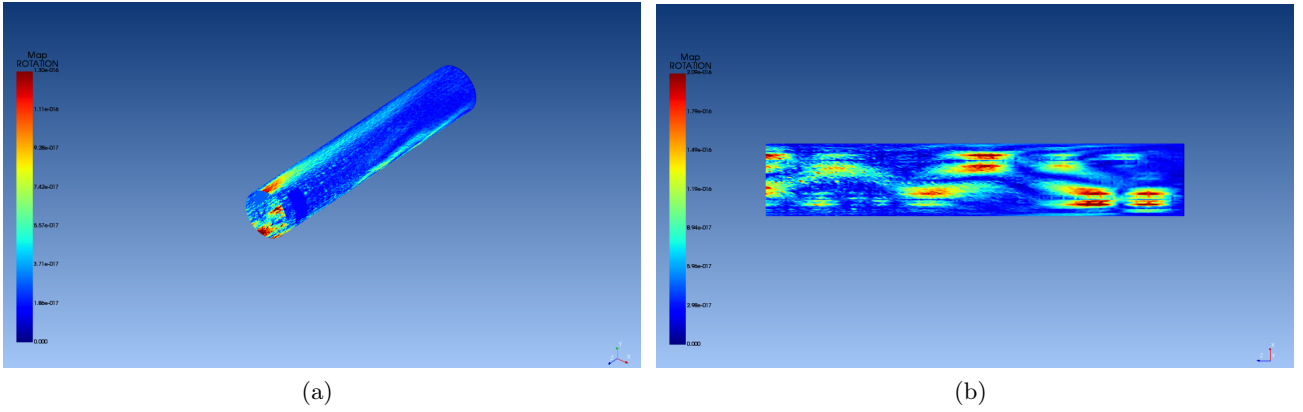 Map
ROTATION
1.30e-016
1.11e-016
9.28e-017
7.42e-017
5.57e-017
3.71e-017
1.86e-017
0.000
(a)
Map
ROTATION
2.09e-016
1.79e-016
1.49e-016
1.19e-016
8.94e-017
5.96e-017
2.98e-017
0.000
(b)